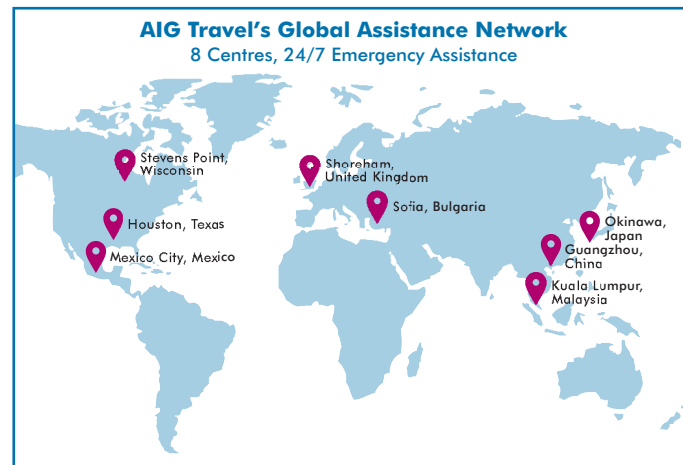 AIG Travel's Global Assistance Network
8 Centres, 24/7 Emergency Assistance
Stevens Point,
Wisconsin
Shoreham,
United Kingdom
Sofia, Bulgaria
Houston, Texas
Okinawa,
Japan
Mexico City, Mexico
Guangzhou,
China
Kuala Lumpur,
Malaysia